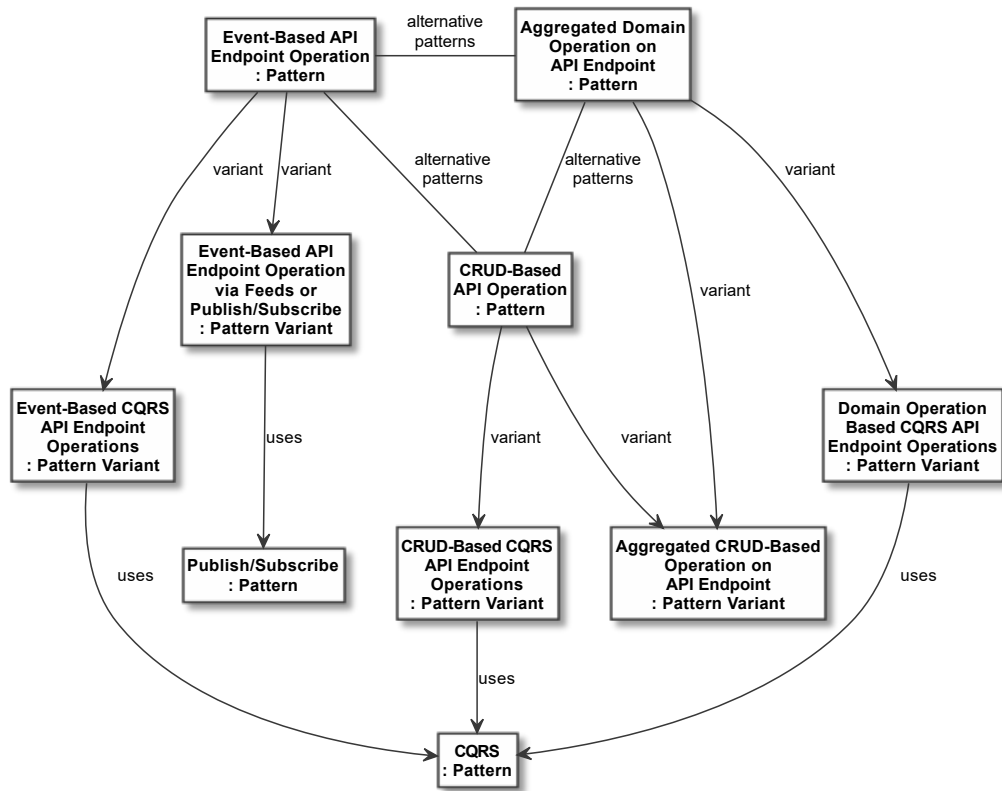 Event-Based API
Endpoint Operation
: Pattern
alternative
patterns
Aggregated Domain
Operation on
API Endpoint
: Pattern
variant
variant
alternative
patterns
alternative
patterns
variant
Event-Based API
Endpoint Operation
via Feeds or
Publish/Subscribe
: Pattern Variant
CRUD-Based
API Operation
: Pattern
variant
Event-Based CQRS
API Endpoint
Operations
: Pattern Variant
uses
variant
variant
Domain Operation
Based CQRS API
Endpoint Operations
: Pattern Variant
uses
Publish/Subscribe
: Pattern
CRUD-Based CQRS
API Endpoint
Operations
: Pattern Variant
Aggregated CRUD-Based
Operation on
API Endpoint
: Pattern Variant
uses
uses
CQRS
: Pattern